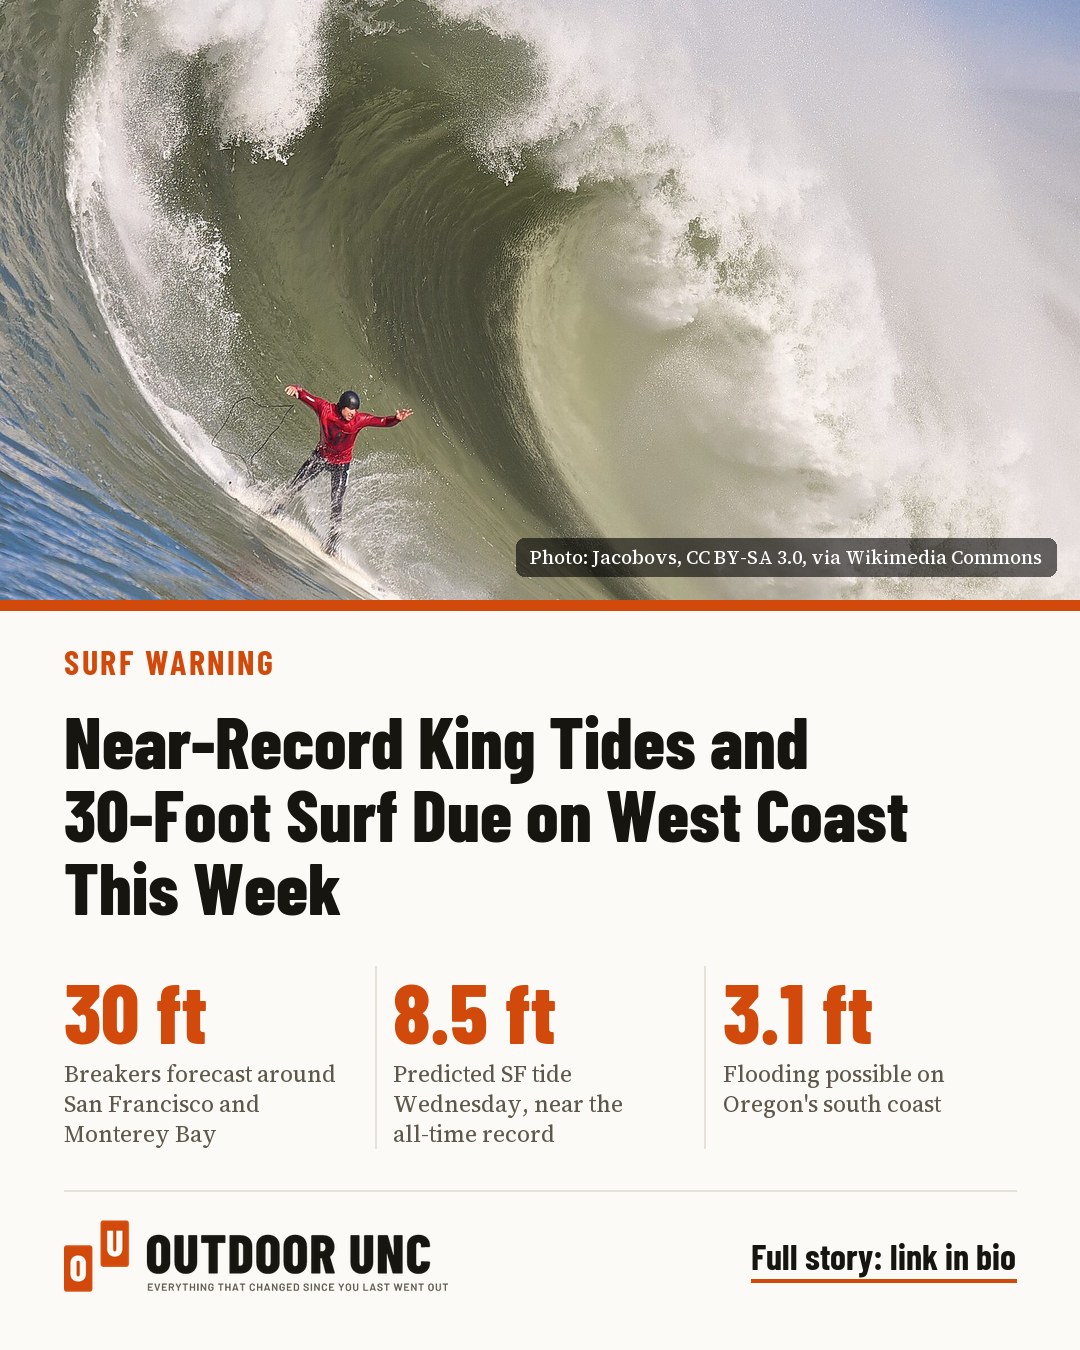 Photo: Jacobovs, CC BY-SA 3.0, via Wikimedia Commons
SURF WARNING
Near-Record King Tides and
30-Foot Surf Due on West Coast
This Week
30 ft
Breakers forecast around
San Francisco and
Monterey Bay
8.5 ft
Predicted SF tide
Wednesday, near the
all-time record
3.1 ft
Flooding possible on
Oregon's south coast
O U
OUTDOOR UNC
EVERYTHING THAT CHANGED SINCE YOU LAST WENT OUT
Full story: link in bio